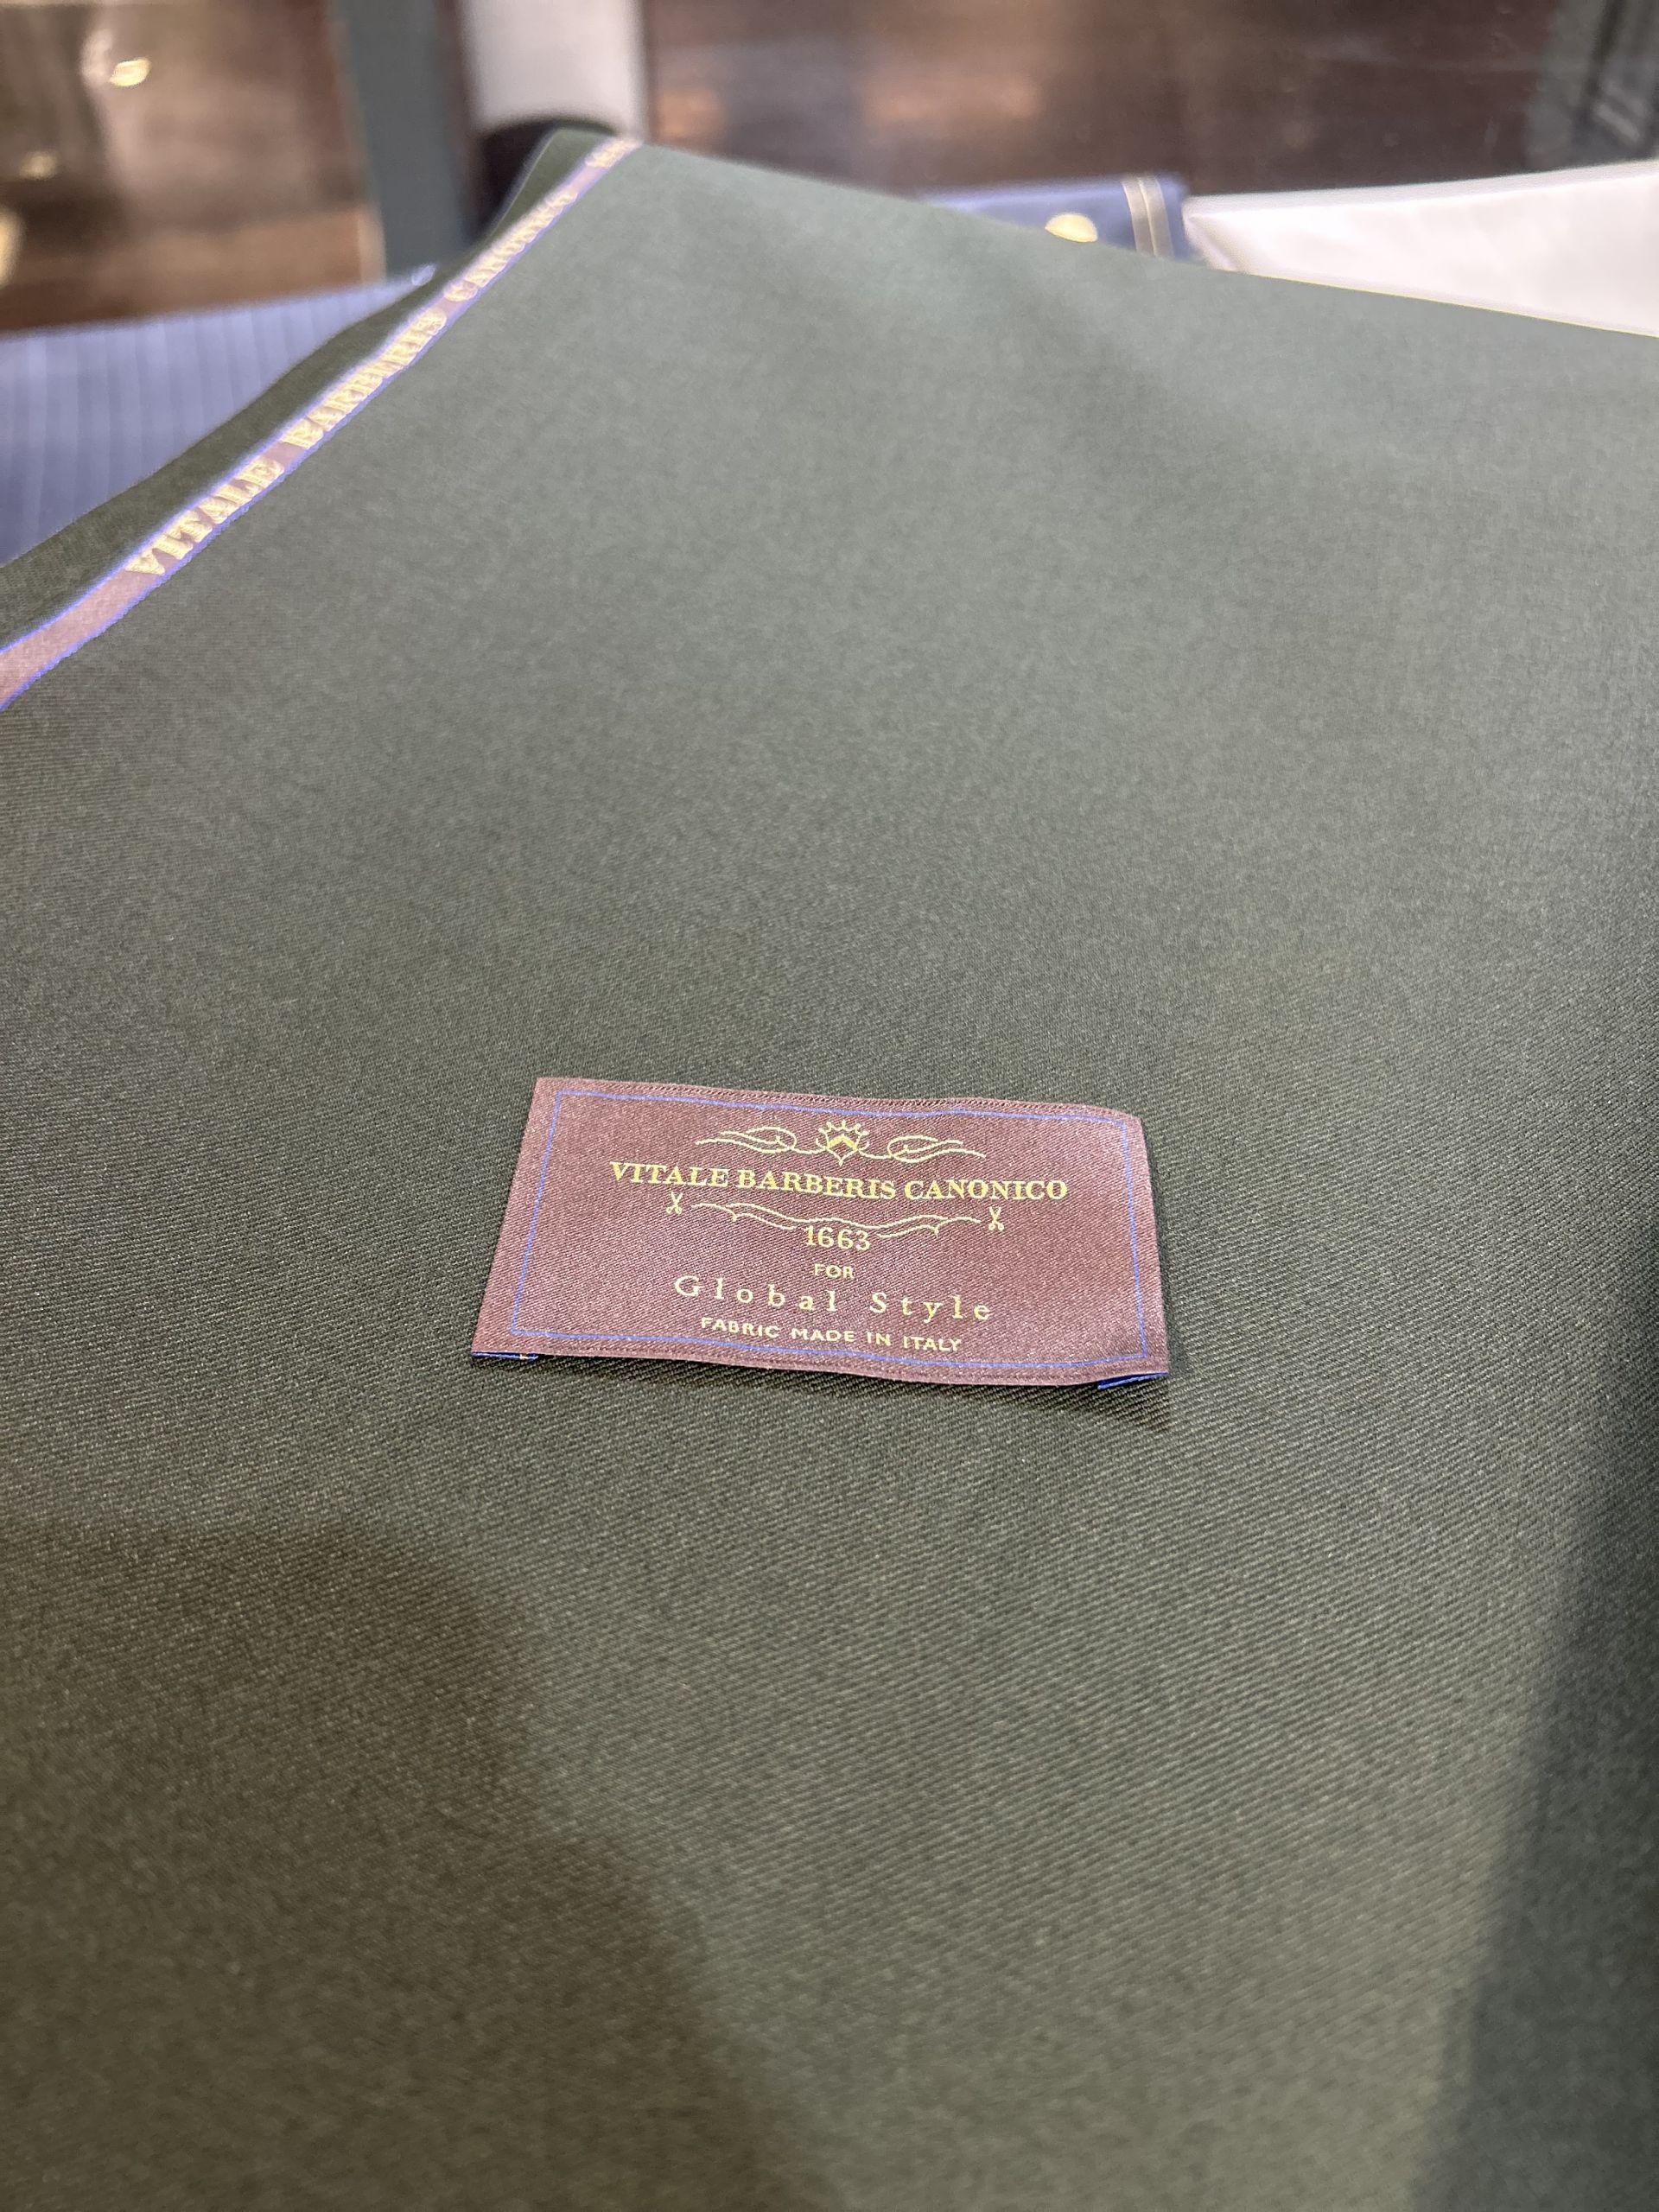 VITALE BARBERIS CANONICO
VITALE BARBERIS CANONICO
1663
FOR
Global Style
FABRIC MADE IN ITALY